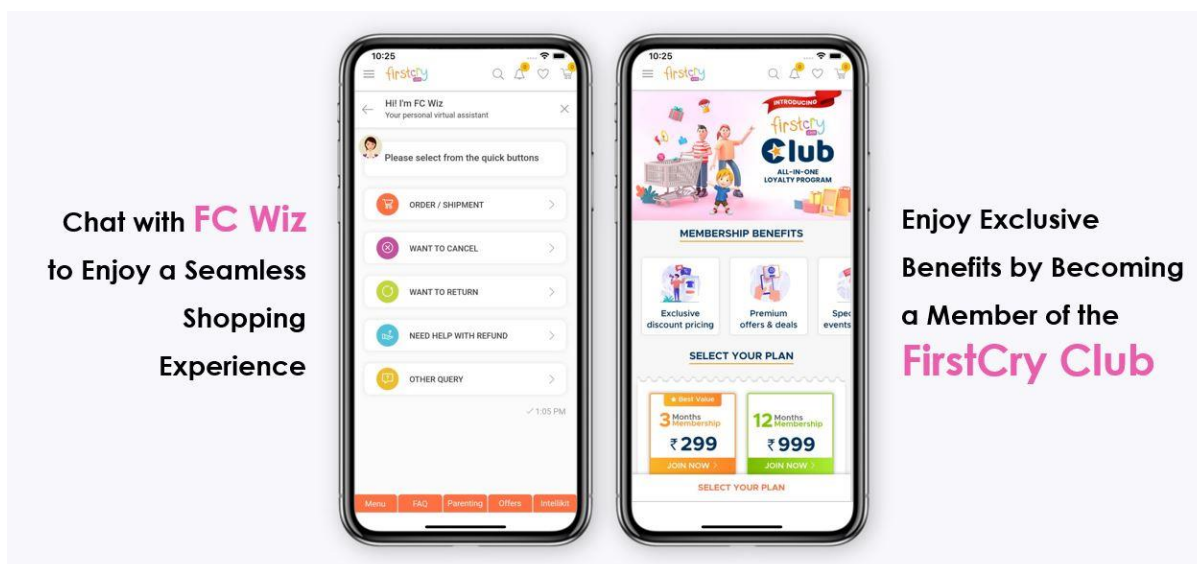 Chat with FC Wiz
to Enjoy a Seamless
Shopping
Experience
10:25
firstcry
Hi! I'm FC Wiz
Your personal virtual assistant
Please select from the quick buttons
ORDER / SHIPMENT
WANT TO CANCEL
WANT TO RETURN
NEED HELP WITH REFUND
OTHER QUERY
1:05 PM
Menu FAQ Parenting Offers Intellikit
10:25
firstcry
INTRODUCING
firstcry
Club
ALL-IN-ONE
LOYALTY PROGRAM
MEMBERSHIP BENEFITS
Exclusive
discount pricing
Premium
offers & deals
Spec
events
SELECT YOUR PLAN
Best Value
3 Months
Membership
₹299
JOIN NOW
12 Months
Membership
₹999
JOIN NOW
SELECT YOUR PLAN
Enjoy Exclusive
Benefits by Becoming
a Member of the
FirstCry Club